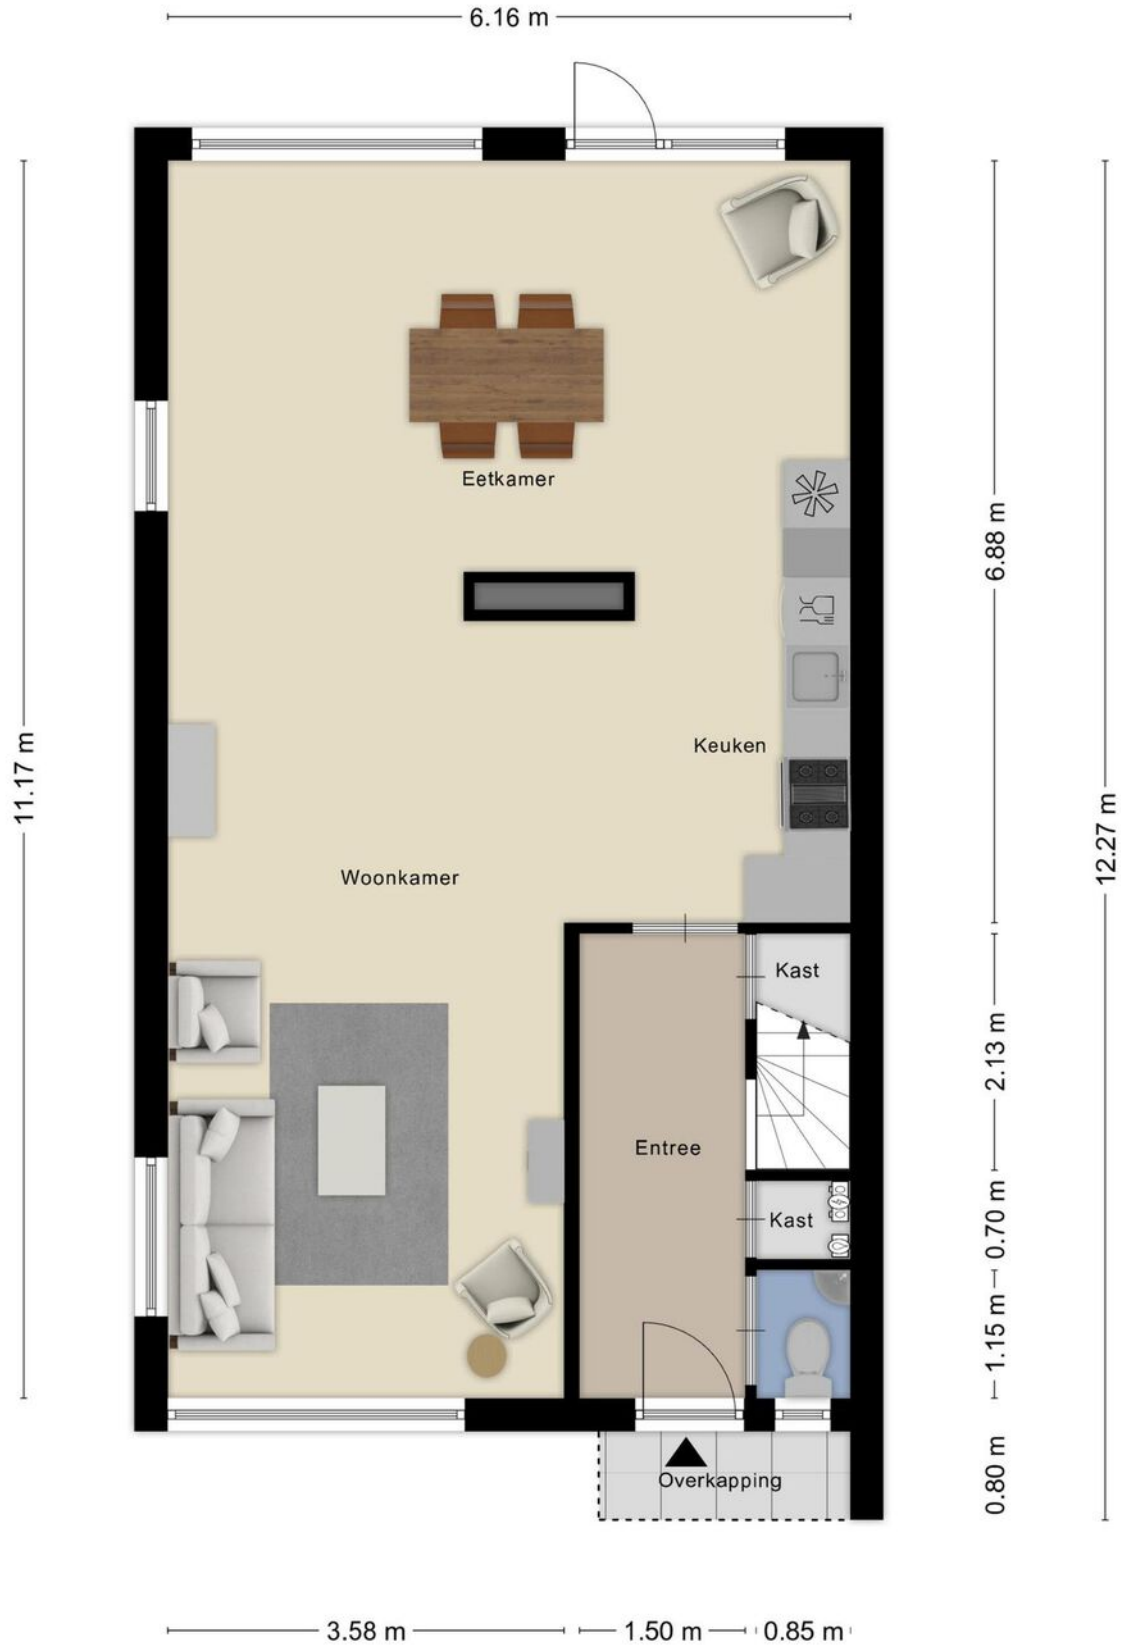 6.16 m
Eetkamer
6.88 m
11.17 m
Keuken
12.27 m
Woonkamer
Kast
2.13 m
Entree
0.70 m
Kast
1.15 m
0.80 m
Overkapping
3.58 m
1.50 m
0.85 m